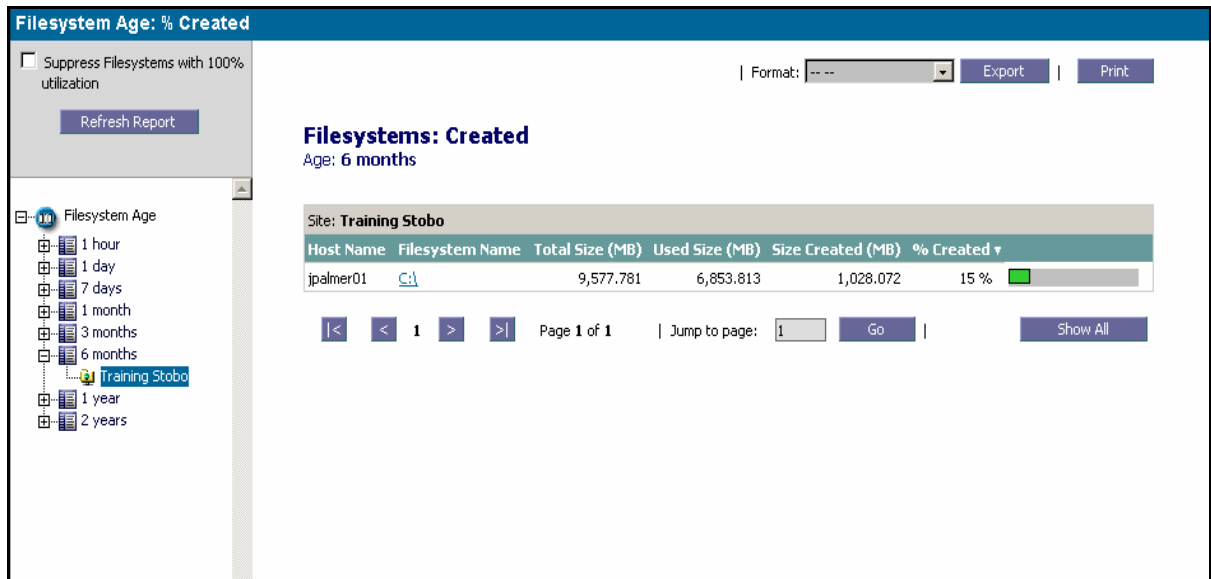 Filesystem Age: % Created
Suppress Filesystems with 100%
utilization
Refresh Report
Filesystem Age
1 hour
1 day
7 days
1 month
3 months
6 months
Training Stobo
1 year
2 years
| Format: -- -- Export | Print
Filesystems: Created
Age: 6 months
Site: Training Stobo
Host Name Filesystem Name Total Size (MB) Used Size (MB) Size Created (MB) % Created ▾
jpalmer01 C:\ 9,577.781 6,853.813 1,028.072 15 %
|< < 1 > >| Page 1 of 1 | Jump to page: 1 Go | Show All